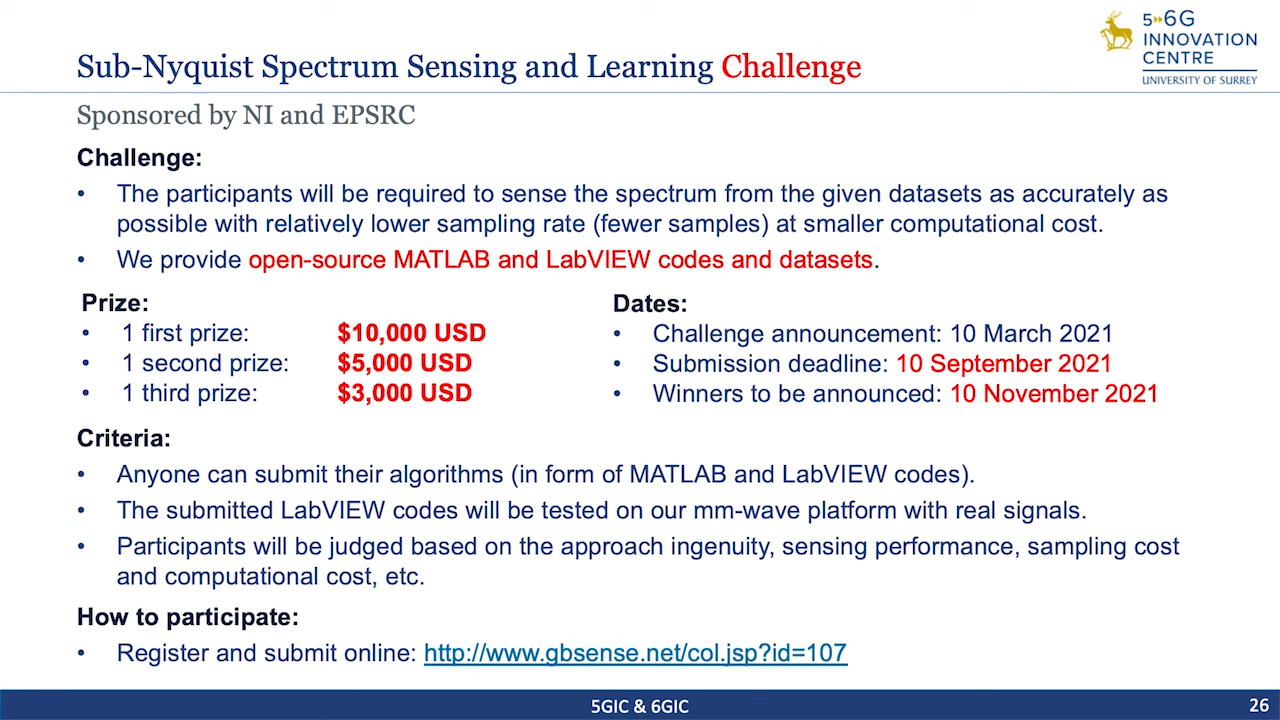 5 6G
INNOVATION
CENTRE
UNIVERSITY OF SURREY
Sub-Nyquist Spectrum Sensing and Learning Challenge
Sponsored by NI and EPSRC
Challenge:
• The participants will be required to sense the spectrum from the given datasets as accurately as
possible with relatively lower sampling rate (fewer samples) at smaller computational cost.
• We provide open-source MATLAB and LabVIEW codes and datasets.
Prize:
• 1 first prize: $10,000 USD
• 1 second prize: $5,000 USD
• 1 third prize: $3,000 USD
Dates:
• Challenge announcement: 10 March 2021
• Submission deadline: 10 September 2021
• Winners to be announced: 10 November 2021
Criteria:
• Anyone can submit their algorithms (in form of MATLAB and LabVIEW codes).
• The submitted LabVIEW codes will be tested on our mm-wave platform with real signals.
• Participants will be judged based on the approach ingenuity, sensing performance, sampling cost
and computational cost, etc.
How to participate:
• Register and submit online: http://www.gbsense.net/col.jsp?id=107
5GIC & 6GIC
26